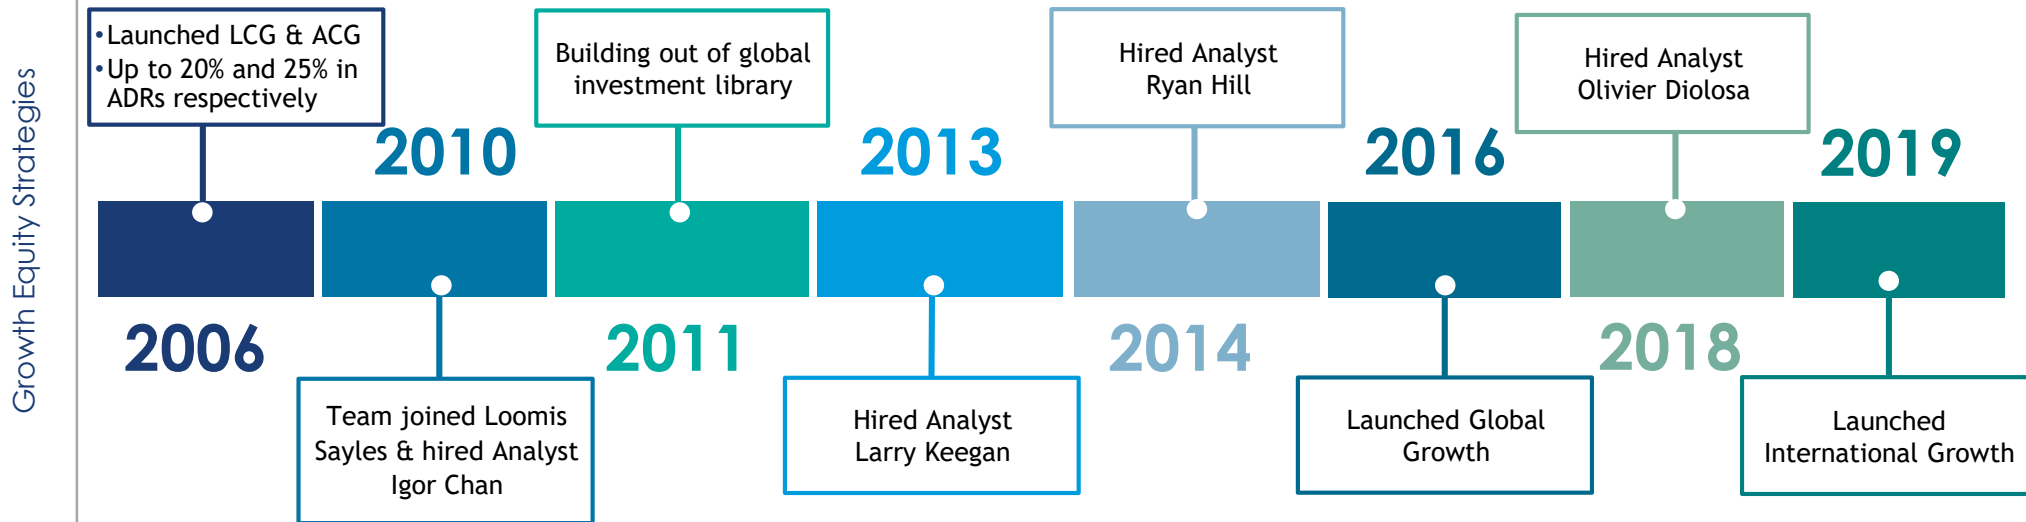 Growth Equity Strategies
•Launched LCG & ACG
•Up to 20% and 25% in
ADRs respectively
2006
2010
Team joined Loomis
Sayles & hired Analyst
Igor Chan
Building out of global
investment library
2011
2013
Hired Analyst
Larry Keegan
Hired Analyst
Ryan Hill
2014
2016
Launched Global
Growth
Hired Analyst
Olivier Diolosa
2018
2019
Launched
International Growth